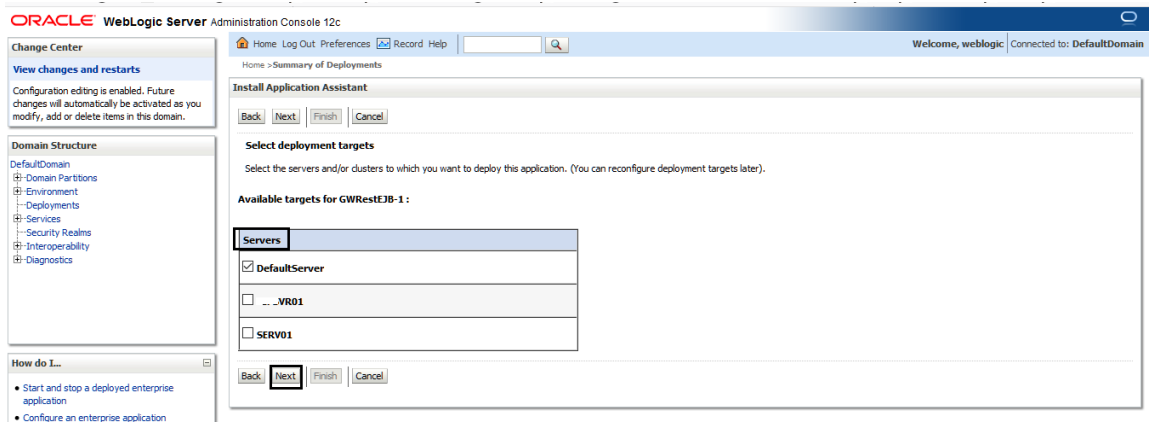 ORACLE WebLogic Server Administration Console 12c
Change Center
View changes and restarts
Configuration editing is enabled. Future
changes will automatically be activated as you
modify, add or delete items in this domain.
Domain Structure
DefaultDomain
Domain Partitions
Environment
Deployments
Services
Security Realms
Interoperability
Diagnostics
How do I...
Start and stop a deployed enterprise
application
Configure an enterprise application
Home Log Out Preferences Record Help
Welcome, weblogic Connected to: DefaultDomain
Home >Summary of Deployments
Install Application Assistant
Back Next Finish Cancel
Select deployment targets
Select the servers and/or clusters to which you want to deploy this application. (You can reconfigure deployment targets later).
Available targets for GWRestEJB-1 :
Servers
DefaultServer
VR01
SERV01
Back Next Finish Cancel